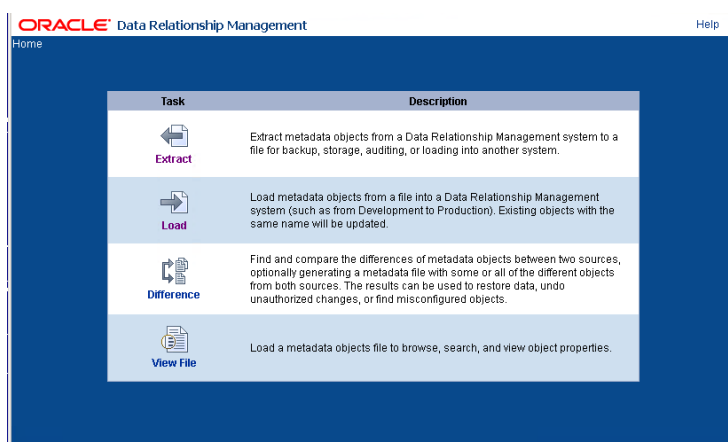 ORACLE Data Relationship Management
Help
Home
Task
Description
Extract
Extract metadata objects from a Data Relationship Management system to a
file for backup, storage, auditing, or loading into another system.
Load
Load metadata objects from a file into a Data Relationship Management
system (such as from Development to Production). Existing objects with the
same name will be updated.
Difference
Find and compare the differences of metadata objects between two sources,
optionally generating a metadata file with some or all of the different objects
from both sources. The results can be used to restore data, undo
unauthorized changes, or find misconfigured objects.
View File
Load a metadata objects file to browse, search, and view object properties.